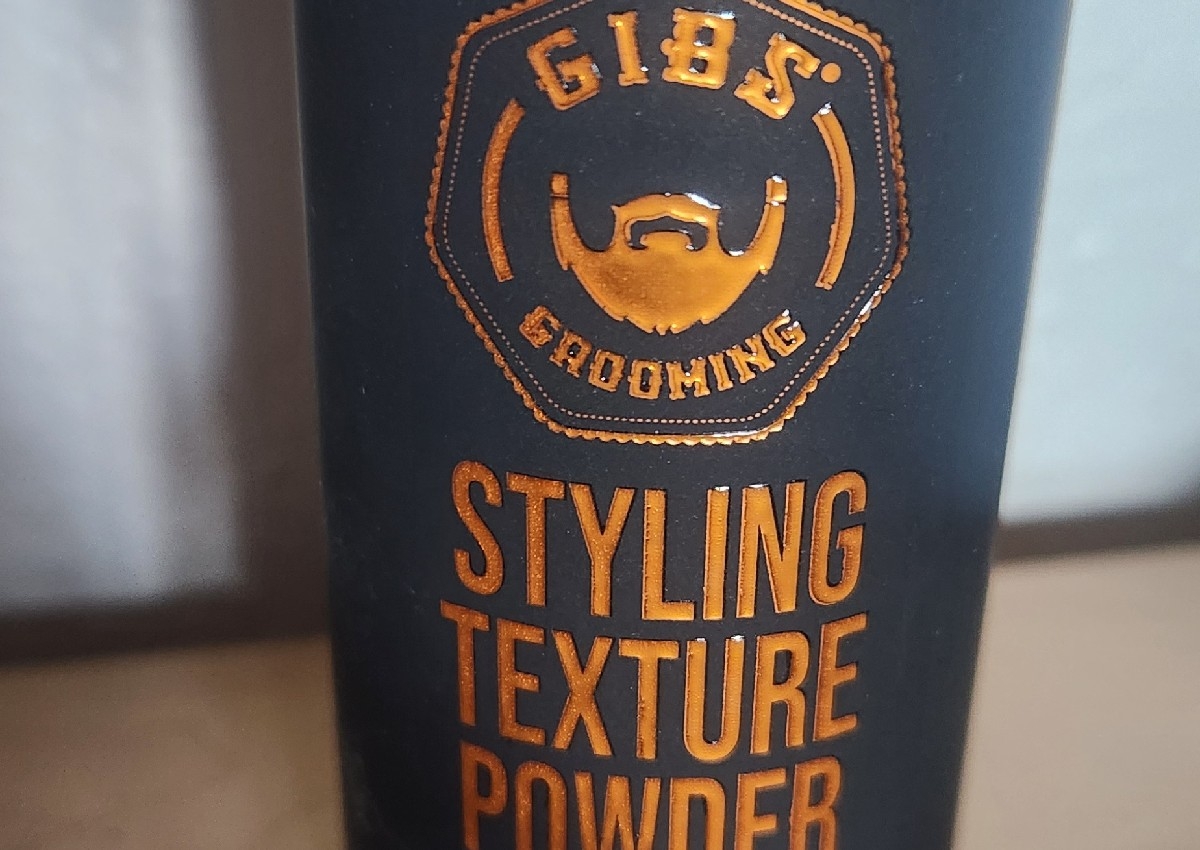 GIBS
GROOMING
STYLING
TEXTURE
POWDER